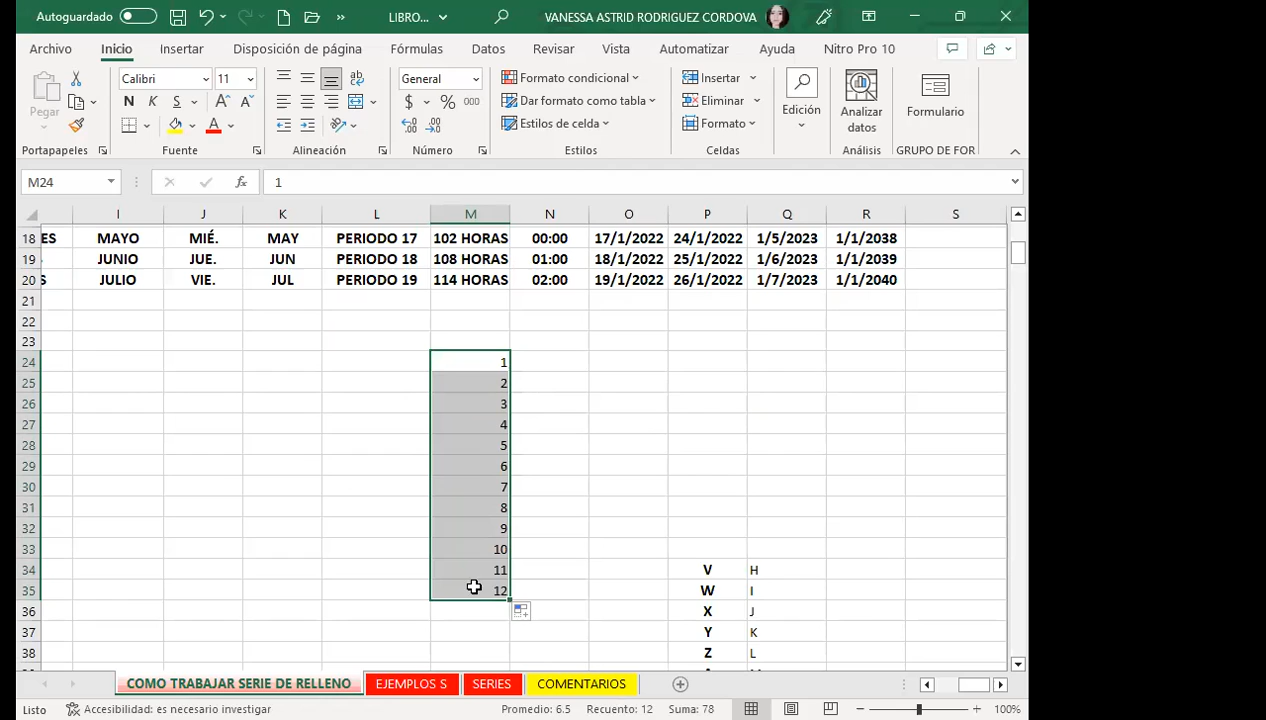 Autoguardado LIBRO... VANESSA ASTRID RODRIGUEZ CORDOVA
Archivo Inicio Insertar Disposición de página Fórmulas Datos Revisar Vista Automatizar Ayuda Nitro Pro 10
Pegar Calibri 11 General Formato condicional Insertar Edición Analizar datos Formulario
N K S $ % 000 Dar formato como tabla Eliminar
A Estilos de celda Formato
Portapapeles Fuente Alineación Número Estilos Celdas Análisis GRUPO DE FOR
M24 fx 1
I J K L M N O P Q R S
18 ES MAYO MIÉ. MAY PERIODO 17 102 HORAS 00:00 17/1/2022 24/1/2022 1/5/2023 1/1/2038
19 JUNIO JUE. JUN PERIODO 18 108 HORAS 01:00 18/1/2022 25/1/2022 1/6/2023 1/1/2039
20 S JULIO VIE. JUL PERIODO 19 114 HORAS 02:00 19/1/2022 26/1/2022 1/7/2023 1/1/2040
21
22
23
24 1
25 2
26 3
27 4
28 5
29 6
30 7
31 8
32 9
33 10
34 11 V H
35 12 W I
36 X J
37 Y K
38 Z L
COMO TRABAJAR SERIE DE RELLENO EJEMPLOS S SERIES COMENTARIOS
Listo Accesibilidad: es necesario investigar Promedio: 6.5 Recuento: 12 Suma: 78 100%